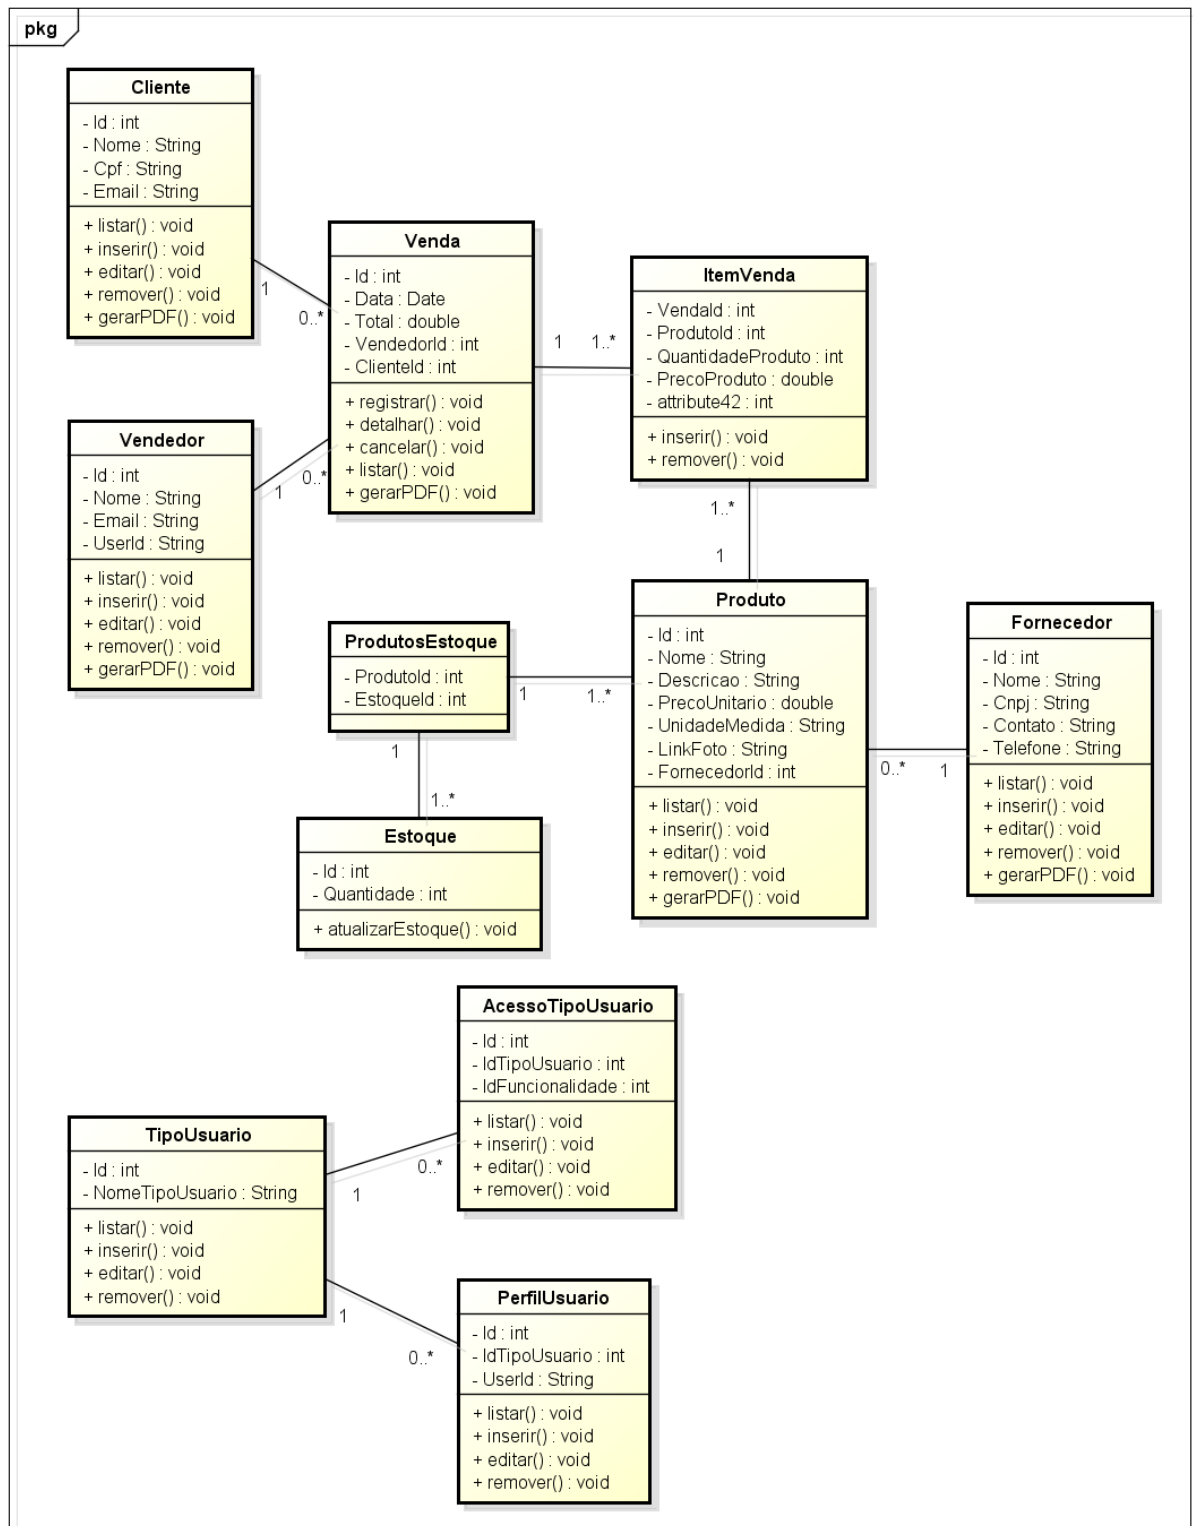 pkg
Cliente
- Id : int
- Nome : String
- Cpf : String
- Email : String
+ listar() : void
+ inserir() : void
+ editar() : void
+ remover() : void
+ gerarPDF() : void
1
0..*
Venda
- Id : int
- Data : Date
- Total : double
- VendedorId : int
- ClienteId : int
+ registrar() : void
+ detalhar() : void
+ cancelar() : void
+ listar() : void
+ gerarPDF() : void
1
1..*
ItemVenda
- VendaId : int
- ProdutoId : int
- QuantidadeProduto : int
- PrecoProduto : double
- attribute42 : int
+ inserir() : void
+ remover() : void
Vendedor
- Id : int
- Nome : String
- Email : String
- UserId : String
+ listar() : void
+ inserir() : void
+ editar() : void
+ remover() : void
+ gerarPDF() : void
1
0..*
1..*
1
ProdutosEstoque
- ProdutoId : int
- EstoqueId : int
1
1..*
Produto
- Id : int
- Nome : String
- Descricao : String
- PrecoUnitario : double
- UnidadeMedida : String
- LinkFoto : String
- FornecedorId : int
+ listar() : void
+ inserir() : void
+ editar() : void
+ remover() : void
+ gerarPDF() : void
0..*
1
Fornecedor
- Id : int
- Nome : String
- Cnpj : String
- Contato : String
- Telefone : String
+ listar() : void
+ inserir() : void
+ editar() : void
+ remover() : void
+ gerarPDF() : void
1
1..*
Estoque
- Id : int
- Quantidade : int
+ atualizarEstoque() : void
AcessoTipoUsuario
- Id : int
- IdTipoUsuario : int
- IdFuncionalidade : int
+ listar() : void
+ inserir() : void
+ editar() : void
+ remover() : void
TipoUsuario
- Id : int
- NomeTipoUsuario : String
+ listar() : void
+ inserir() : void
+ editar() : void
+ remover() : void
1
0..*
1
0..*
PerfilUsuario
- Id : int
- IdTipoUsuario : int
- UserId : String
+ listar() : void
+ inserir() : void
+ editar() : void
+ remover() : void